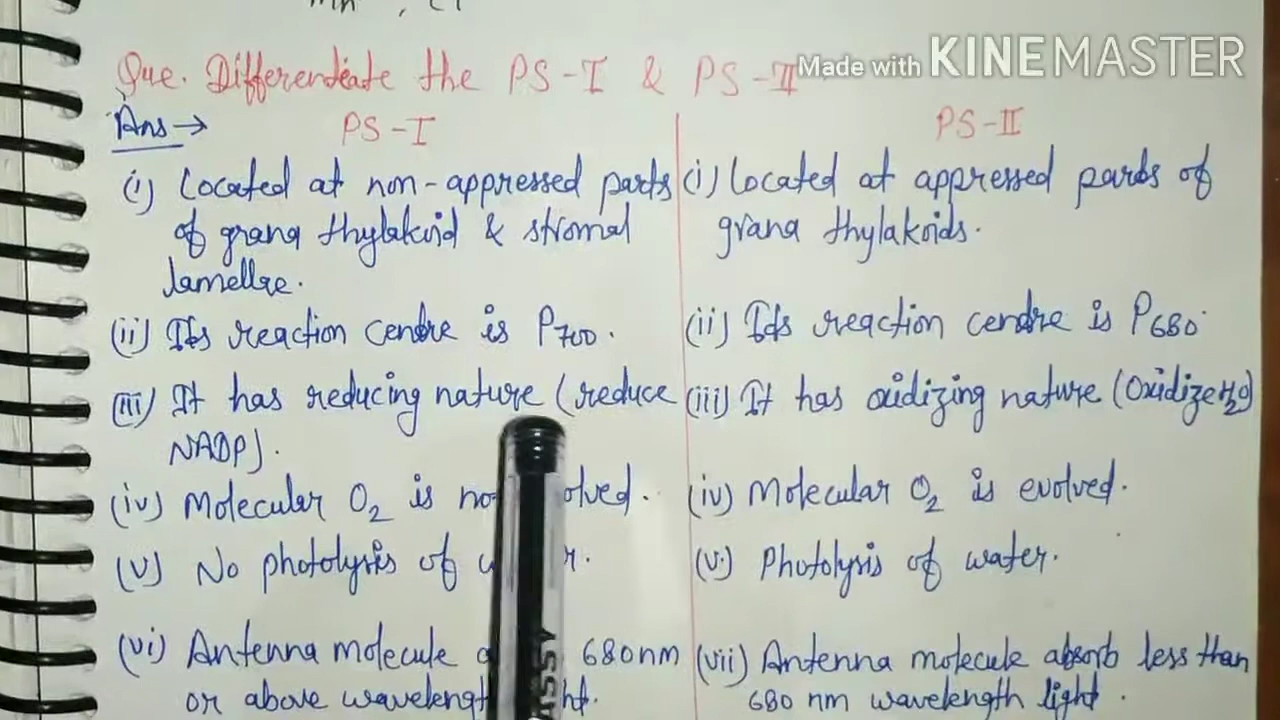 Made with KINEMASTER
Que. Differentiate the PS-I & PS-II
Ans →
PS-I
(i) Located at non-appressed parts
of grana thylakoid & stromal
lamellae.
(ii) Its reaction centre is P700.
(iii) It has reducing nature (reduce
NADP).
(iv) Molecular O2 is olved.
(v) No photolysis of
(vi) Antenna molecule 680nm
or above
PS-II
(i) Located at appressed parts of
grana thylakoids.
(ii) Its reaction centre is P680.
(iii) It has oxidizing nature (Oxidize H2O)
(iv) Molecular O2 is evolved.
(v.) Photolysis of water.
(vii) Antenna molecule absorb less than
680 nm wavelength light.